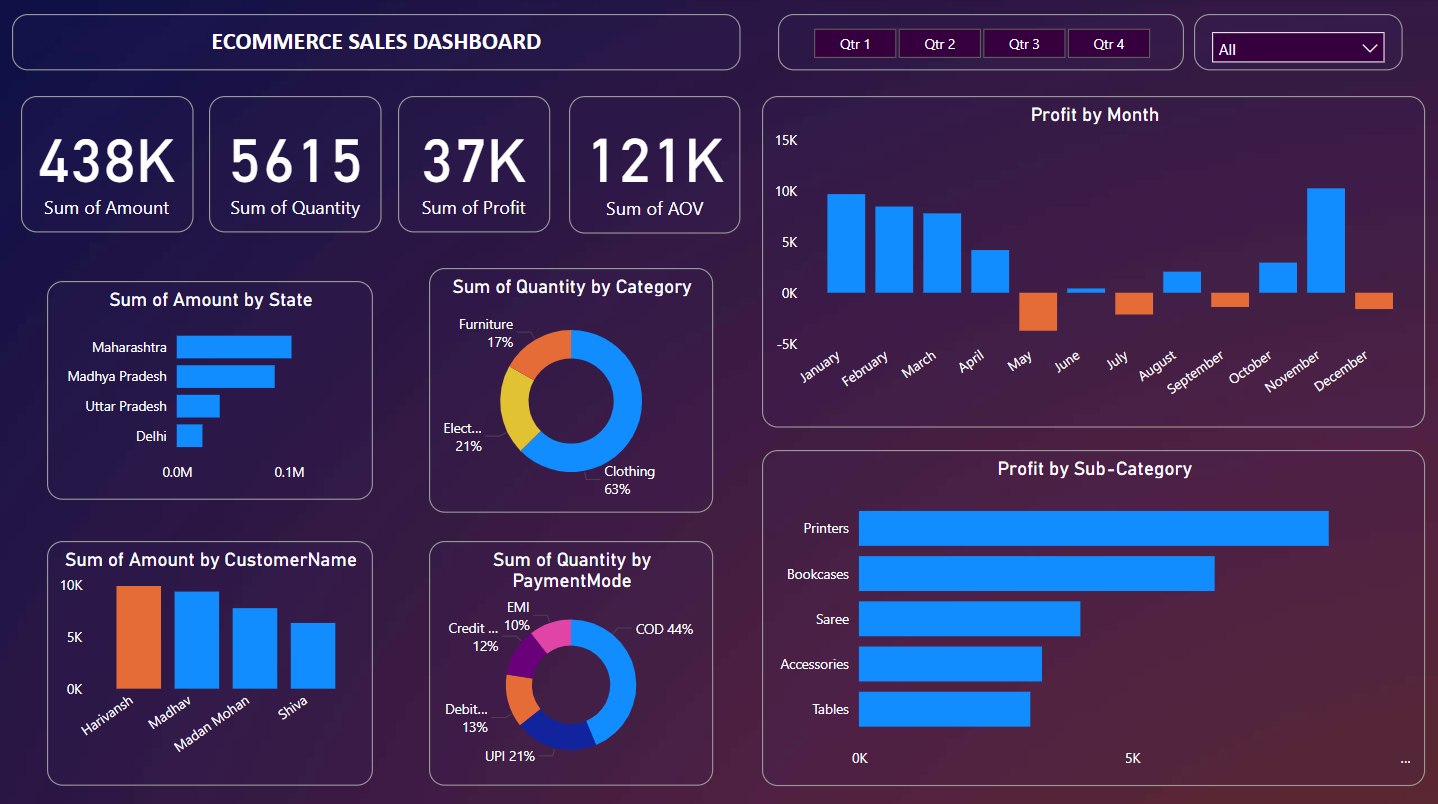 ECOMMERCE SALES DASHBOARD
Qtr 1
Qtr 2
Qtr 3
Qtr 4
All
438K
Sum of Amount
5615
Sum of Quantity
37K
Sum of Profit
121K
Sum of AOV
Profit by Month
15K
10K
5K
0K
-5K
January
February
March
April
May
June
July
August
September
October
November
December
Sum of Amount by State
Maharashtra
Madhya Pradesh
Uttar Pradesh
Delhi
0.0M
0.1M
Sum of Quantity by Category
Furniture
17%
Elect...
21%
Clothing
63%
Profit by Sub-Category
Printers
Bookcases
Saree
Accessories
Tables
0K
5K
...
Sum of Amount by CustomerName
10K
5K
0K
Harivansh
Madhav
Madan Mohan
Shiva
Sum of Quantity by
PaymentMode
EMI
10%
Credit ...
12%
COD 44%
Debit...
13%
UPI 21%